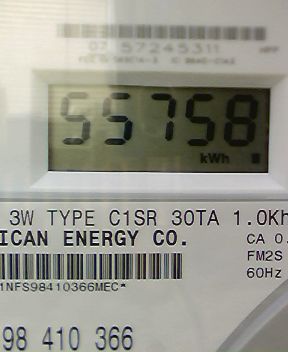 07 57245311
55758
kWh
3W TYPE C1SR 30TA 1.0Kh
ICAN ENERGY CO.
CA 0.
FM2S
60Hz
1NFS98410366MEC*
98 410 366